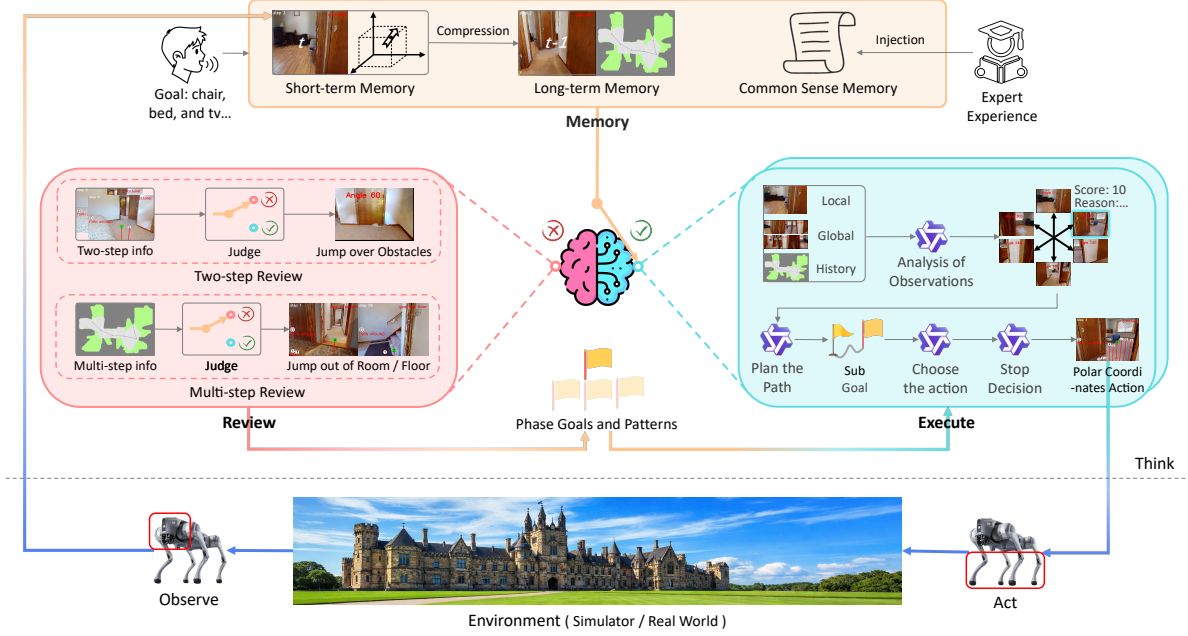 t
Compression
t-1
Injection
Goal: chair,
bed, and tv...
Short-term Memory
Long-term Memory
Common Sense Memory
Expert
Experience
Memory
Angle 60
Two-step info
Judge
Jump over Obstacles
Two-step Review
Multi-step info
Judge
Jump out of Room / Floor
Multi-step Review
Review
Local
Global
History
Analysis of
Observations
Score: 10
Reason:...
Plan the
Path
Sub
Goal
Choose
the action
Stop
Decision
Polar Coordi
-nates Action
Execute
Phase Goals and Patterns
Think
Observe
Act
Environment ( Simulator / Real World )